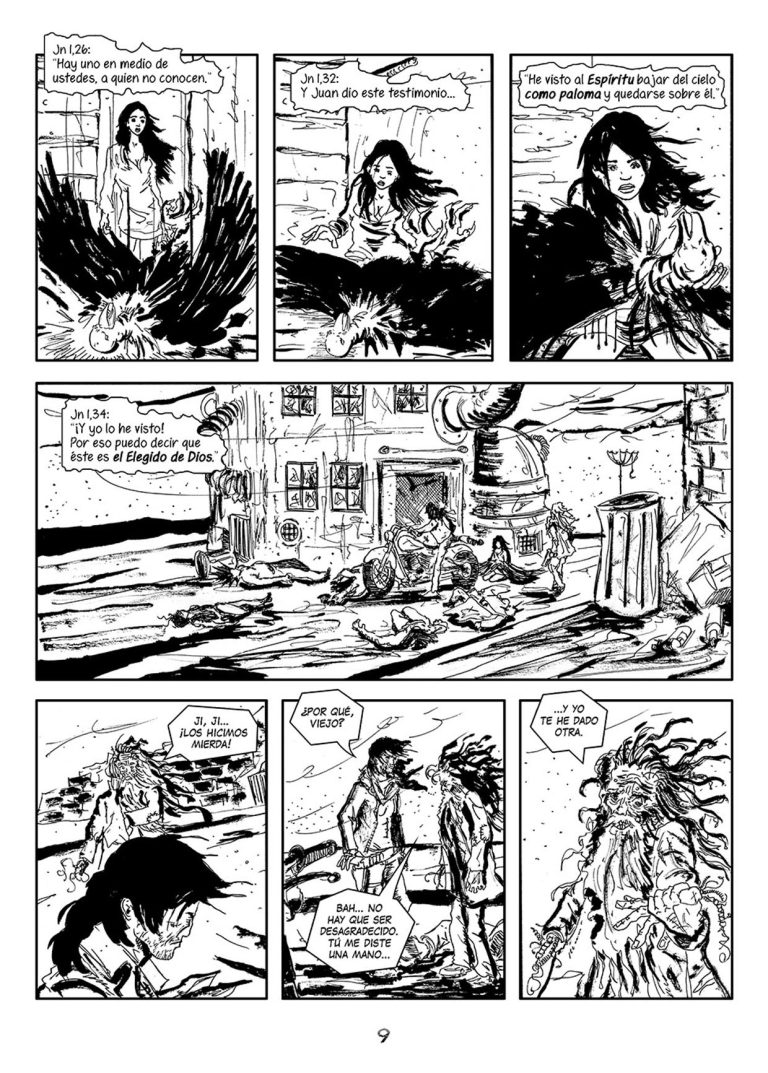 Jn 1,26:
"Hay uno en medio de
ustedes, a quien no conocen."
Jn 1,32:
Y Juan dio este testimonio...
"He visto al Espíritu bajar del cielo
como paloma y quedarse sobre él."
Jn 1,34:
"¡Y yo lo he visto!
Por eso puedo decir que
éste es el Elegido de Dios."
JI, JI...
¡LOS HICIMOS
MIERDA!
¿POR QUÉ,
VIEJO?
BAH... NO
HAY QUE SER
DESAGRADECIDO.
TÚ ME DISTE
UNA MANO...
...Y YO
TE HE DADO
OTRA.
9